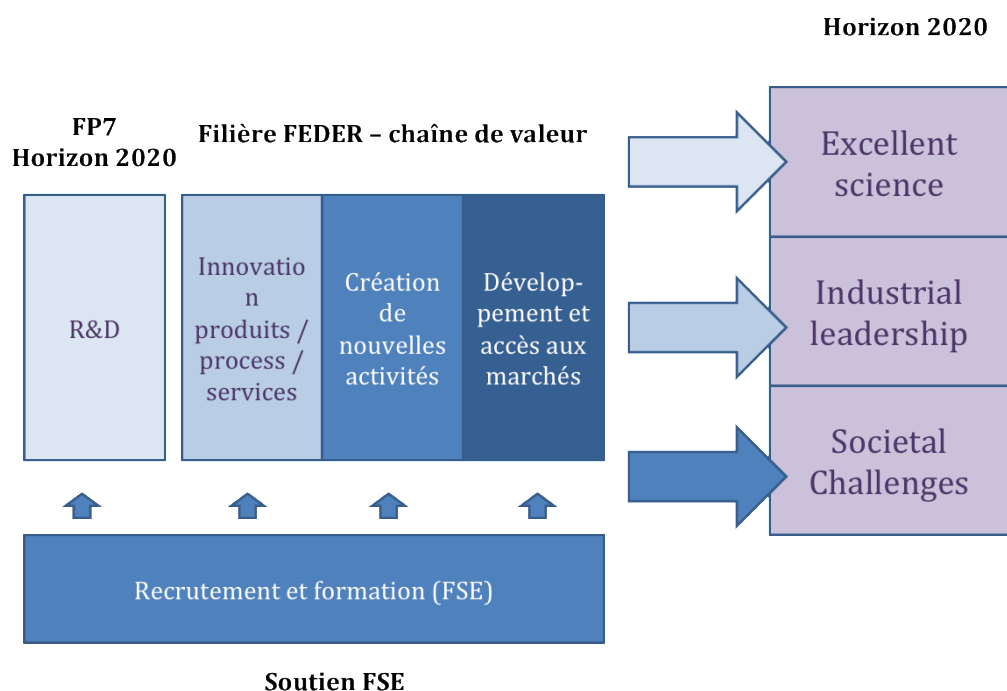 Horizon 2020
FP7
Horizon 2020
Filière FEDER – chaîne de valeur
R&D
Innovatio
n
produits /
process /
services
Création
de
nouvelles
activités
Dévelop-
pement et
accès aux
marchés
Excellent
science
Industrial
leadership
Societal
Challenges
Recrutement et formation (FSE)
Soutien FSE